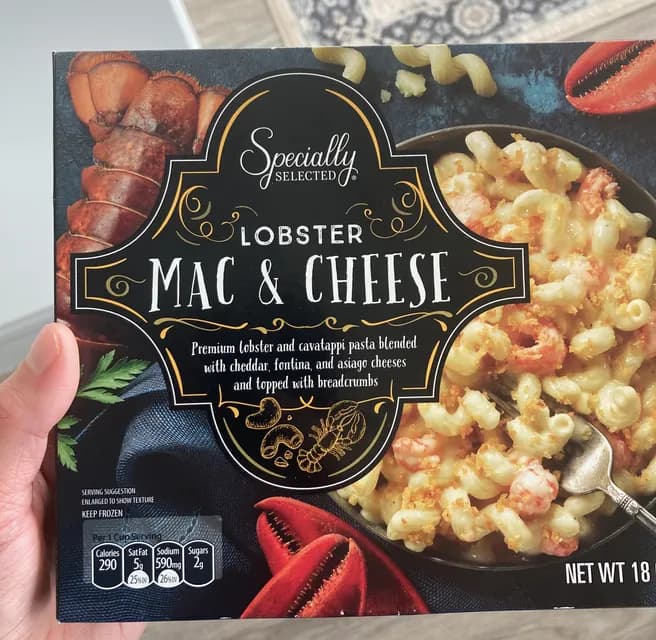 Specially
SELECTED®
LOBSTER
MAC & CHEESE
Premium lobster and cavatappi pasta blended
with cheddar, fontina, and asiago cheeses
and topped with breadcrumbs
SERVING SUGGESTION
ENLARGED TO SHOW TEXTURE
KEEP FROZEN
Per 1 Cup Serving
Calories Sat Fat Sodium Sugars
290 5g 590mg 2g
25% DV 26% DV
NET WT 18